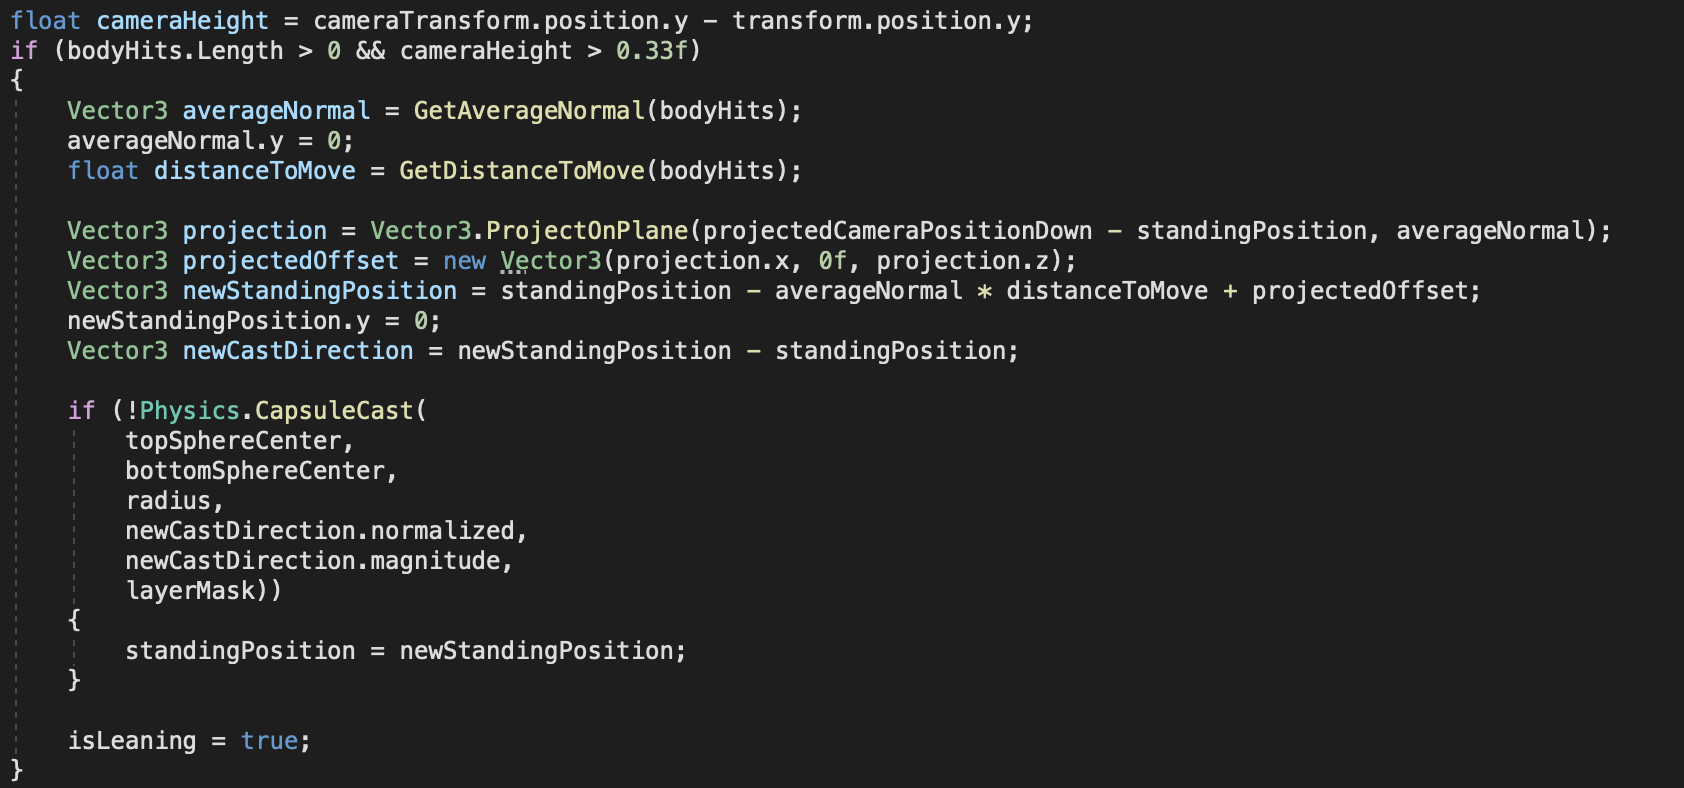 float cameraHeight = cameraTransform.position.y - transform.position.y;
if (bodyHits.Length > 0 && cameraHeight > 0.33f)
{
    Vector3 averageNormal = GetAverageNormal(bodyHits);
    averageNormal.y = 0;
    float distanceToMove = GetDistanceToMove(bodyHits);

    Vector3 projection = Vector3.ProjectOnPlane(projectedCameraPositionDown - standingPosition, averageNormal);
    Vector3 projectedOffset = new Vector3(projection.x, 0f, projection.z);
    Vector3 newStandingPosition = standingPosition - averageNormal * distanceToMove + projectedOffset;
    newStandingPosition.y = 0;
    Vector3 newCastDirection = newStandingPosition - standingPosition;

    if (!Physics.CapsuleCast(
        topSphereCenter,
        bottomSphereCenter,
        radius,
        newCastDirection.normalized,
        newCastDirection.magnitude,
        layerMask))
    {
        standingPosition = newStandingPosition;
    }

    isLeaning = true;
}